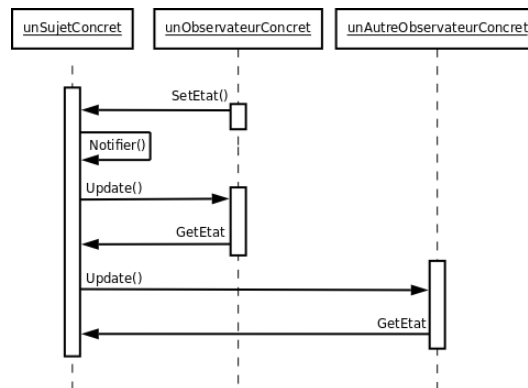 unSujetConcret
unObservateurConcret
unAutreObservateurConcret
SetEtat()
Notifier()
Update()
GetEtat
Update()
GetEtat